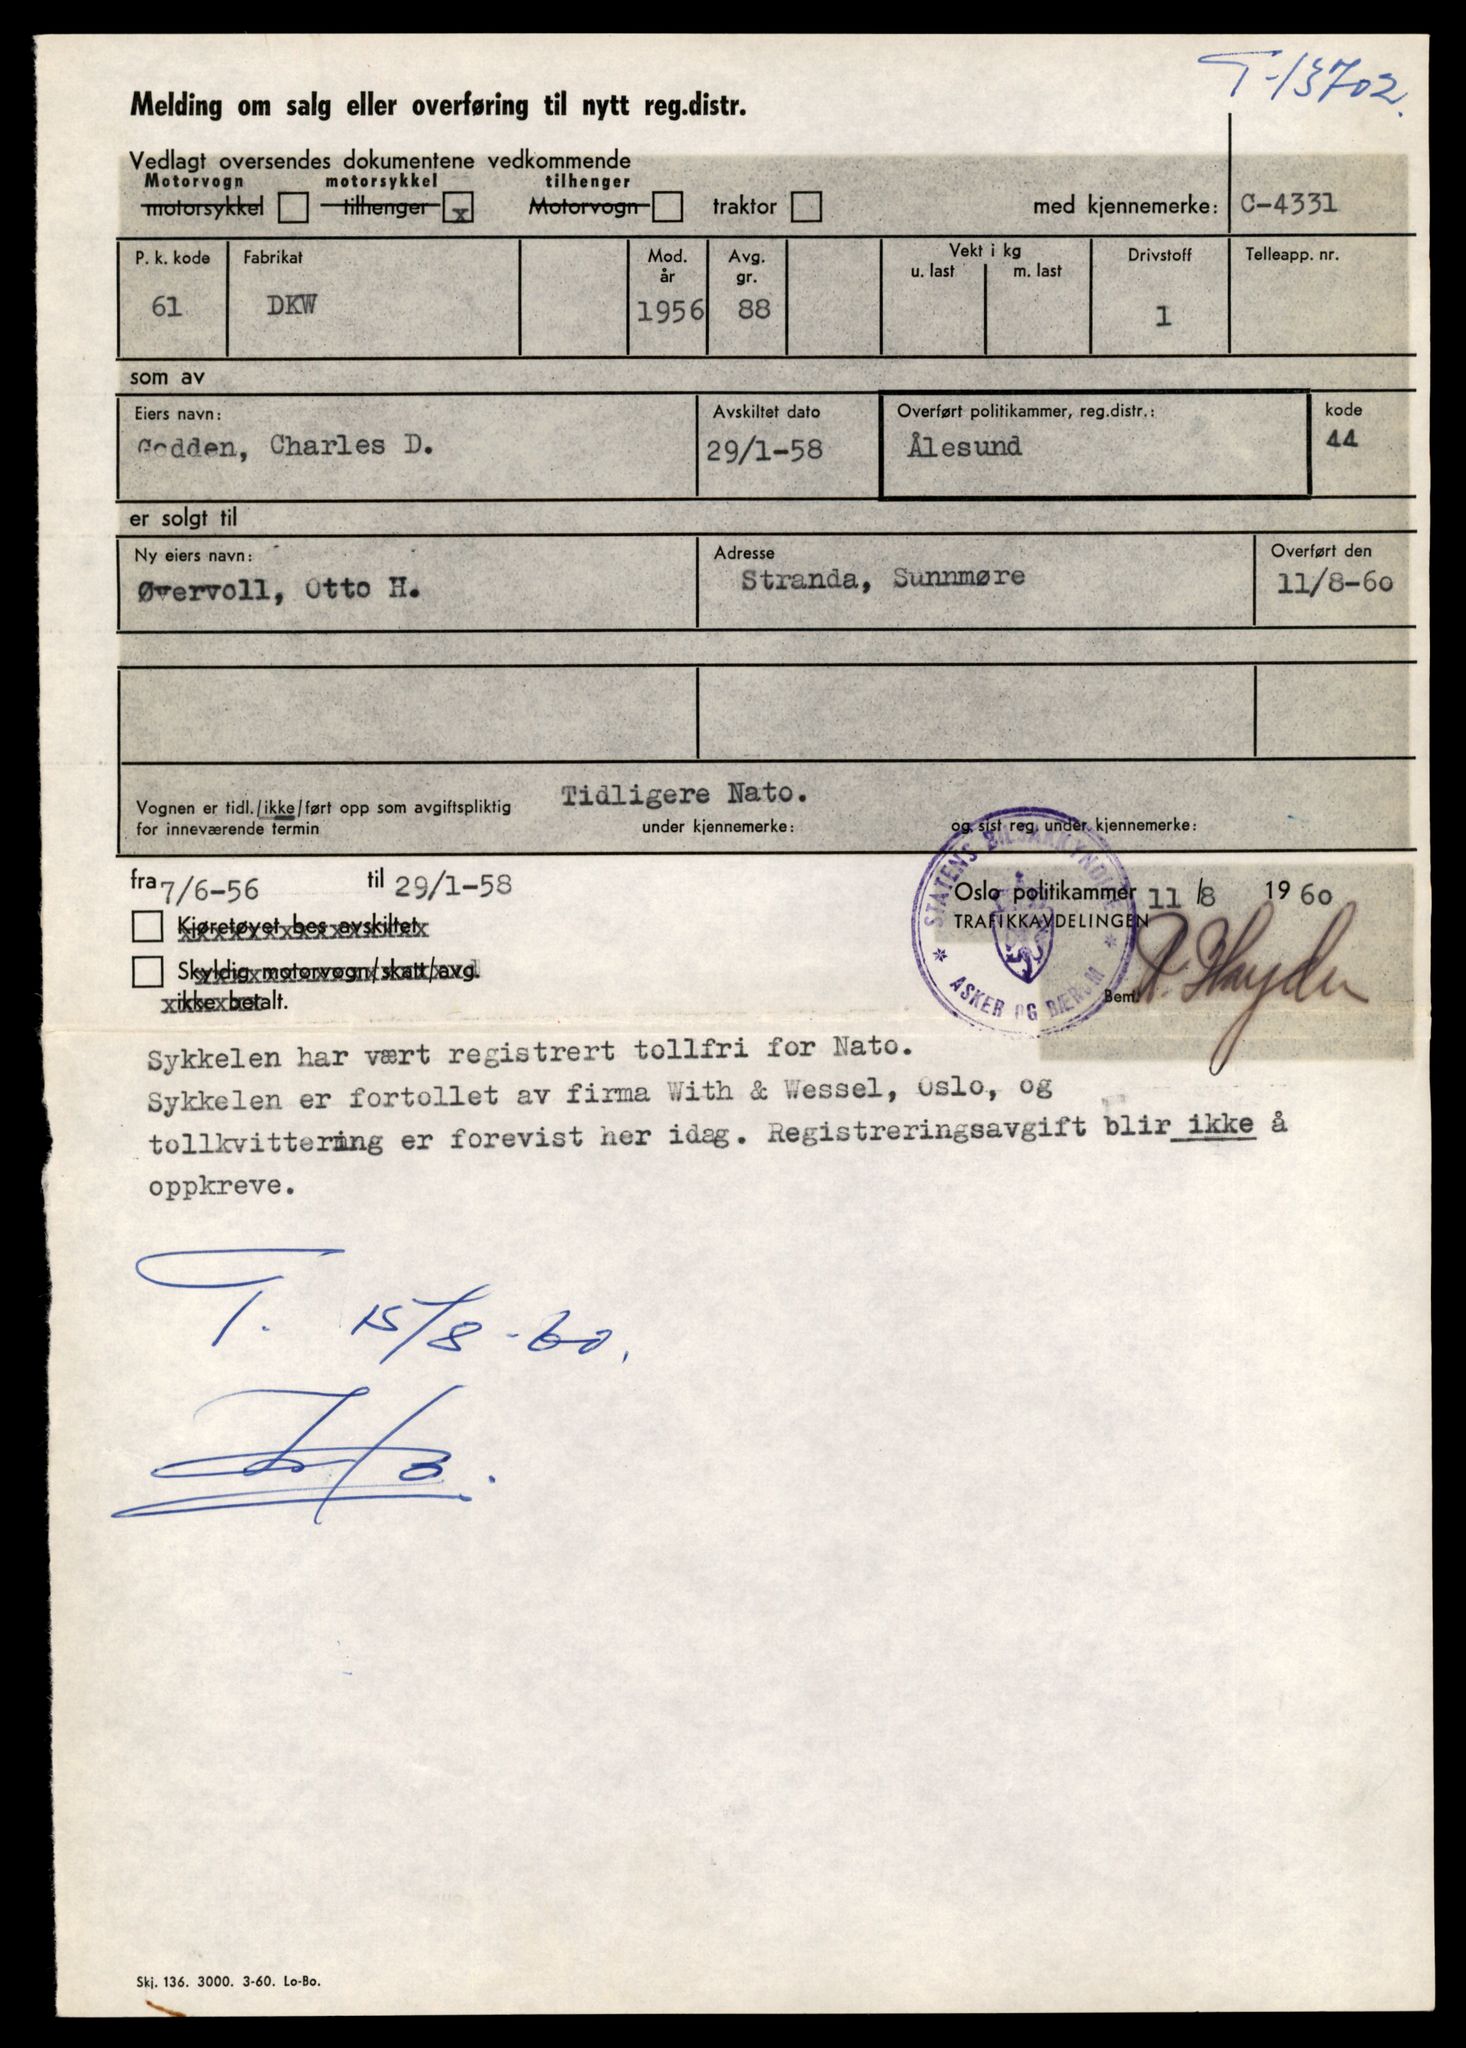 T-13702.
Melding om salg eller overføring til nytt reg.distr.
Vedlagt oversendes dokumentene vedkommende
Motorvogn motorsykkel tilhenger
motorsykkel tilhenger x Motorvogn traktor med kjennemerke: C-4331
P. k. kode Fabrikat Mod. år Avg. gr. Vekt i kg u. last m. last Drivstoff Telleapp. nr.
61 DKW 1956 88 1
som av
Eiers navn: Avskiltet dato Overført politikammer, reg.distr.: kode
Godden, Charles D. 29/1-58 Ålesund 44
er solgt til
Ny eiers navn: Adresse Overført den
Øvervoll, Otto H. Stranda, Sunnmøre 11/8-60
Tidligere Nato.
Vognen er tidl./ikke/ført opp som avgiftspliktig
for inneværende termin under kjennemerke: og sist reg. under kjennemerke:
fra 7/6-56 til 29/1-58 Oslo politikammer 11/8 1960
TRAFIKKAVDELINGEN
STATENS BILSAKKYNDIGE * ASKER OG BÆRUM *
Kjøretøyet bes avskiltet
Skyldig motorvogn/skatt/avg.
ikke betalt.
Bem.
Sykkelen har vært registrert tollfri for Nato.
Sykkelen er fortollet av firma With & Wessel, Oslo, og
tollkvittering er forevist her idag. Registreringsavgift blir ikke å
oppkreve.
T. 15/8-60.
Skj. 136. 3000. 3-60. Lo-Bo.